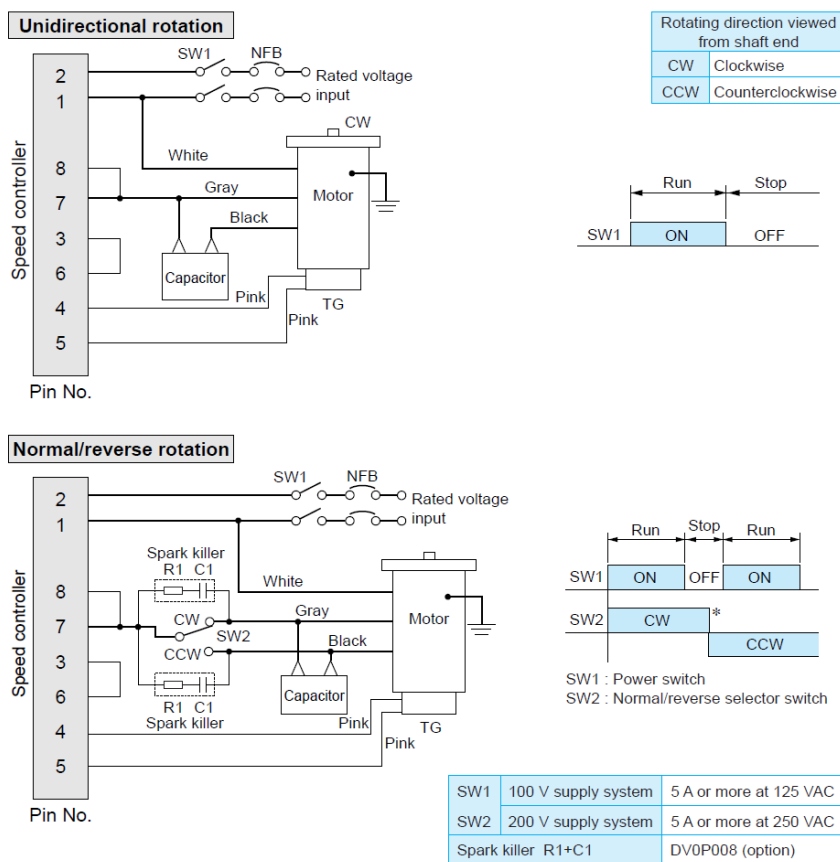 Unidirectional rotation
Rotating direction viewed
from shaft end
CW Clockwise
CCW Counterclockwise
SW1 NFB
2
Rated voltage
1
input
CW
White
8
Gray
Motor
7
Black
3
Capacitor
6
Pink
4
TG
Pink
5
Speed controller
Pin No.
Run Stop
SW1 ON OFF
Normal/reverse rotation
SW1 NFB
2
Rated voltage
1
input
Spark killer
R1 C1
White
8
CW
Gray
Motor
7
SW2
Black
CCW
3
Capacitor
6
R1 C1
Spark killer
Pink
4
TG
Pink
5
Speed controller
Pin No.
Run Stop Run
SW1 ON OFF ON
SW2 CW *
CCW
SW1 : Power switch
SW2 : Normal/reverse selector switch
SW1 100 V supply system 5 A or more at 125 VAC
SW2 200 V supply system 5 A or more at 250 VAC
Spark killer R1+C1 DV0P008 (option)